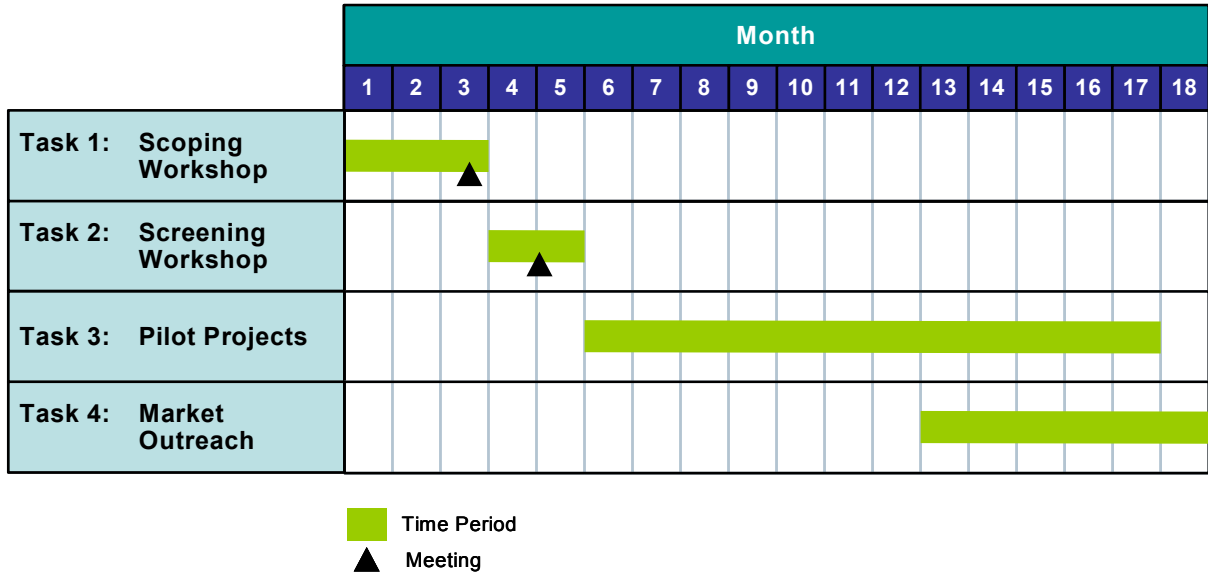 Month
1 2 3 4 5 6 7 8 9 10 11 12 13 14 15 16 17 18
Task 1: Scoping
Workshop
Task 2: Screening
Workshop
Task 3: Pilot Projects
Task 4: Market
Outreach
Time Period
Meeting